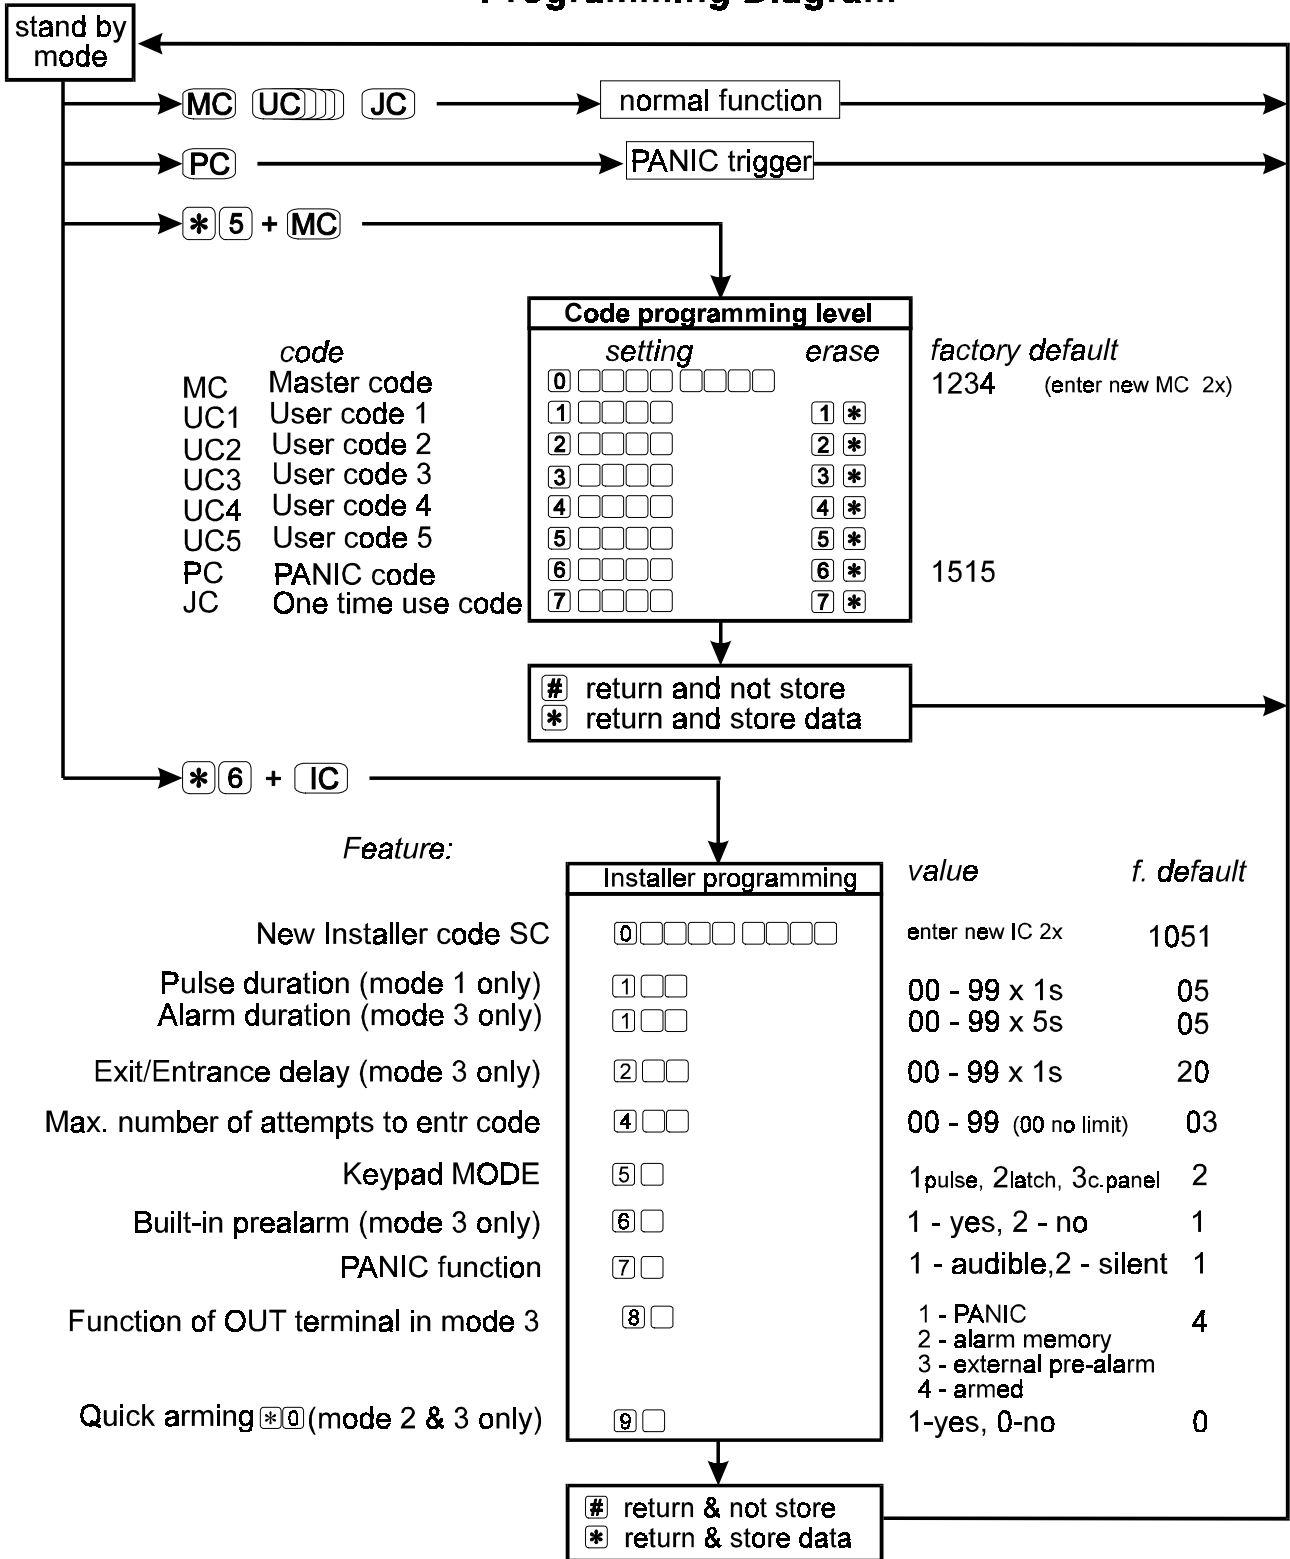 Programming Diagram
stand by
mode
MC UC JC normal function
PC PANIC trigger
* 5 + MC
Code programming level
code setting erase factory default
MC Master code 0 1234 (enter new MC 2x)
UC1 User code 1 1 1 *
UC2 User code 2 2 2 *
UC3 User code 3 3 3 *
UC4 User code 4 4 4 *
UC5 User code 5 5 5 *
PC PANIC code 6 6 * 1515
JC One time use code 7 7 *
# return and not store
* return and store data
* 6 + IC
Feature:
Installer programming value f. default
New Installer code SC 0 enter new IC 2x 1051
Pulse duration (mode 1 only) 1 00 - 99 x 1s 05
Alarm duration (mode 3 only) 1 00 - 99 x 5s 05
Exit/Entrance delay (mode 3 only) 2 00 - 99 x 1s 20
Max. number of attempts to entr code 4 00 - 99 (00 no limit) 03
Keypad MODE 5 1pulse, 2latch, 3c.panel 2
Built-in prealarm (mode 3 only) 6 1 - yes, 2 - no 1
PANIC function 7 1 - audible,2 - silent 1
Function of OUT terminal in mode 3 8 1 - PANIC 4
2 - alarm memory
3 - external pre-alarm
4 - armed
Quick arming *0 (mode 2 & 3 only) 9 1-yes, 0-no 0
# return & not store
* return & store data